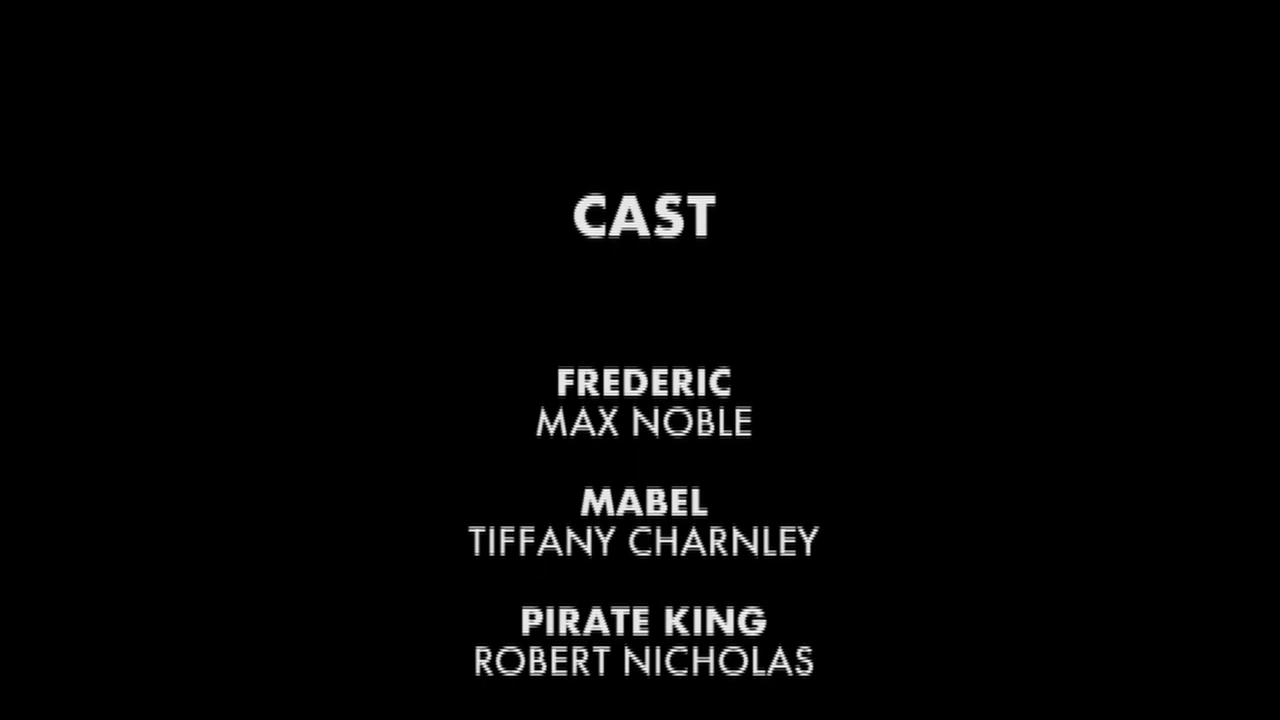 CAST
FREDERIC
MAX NOBLE
MABEL
TIFFANY CHARNLEY
PIRATE KING
ROBERT NICHOLAS